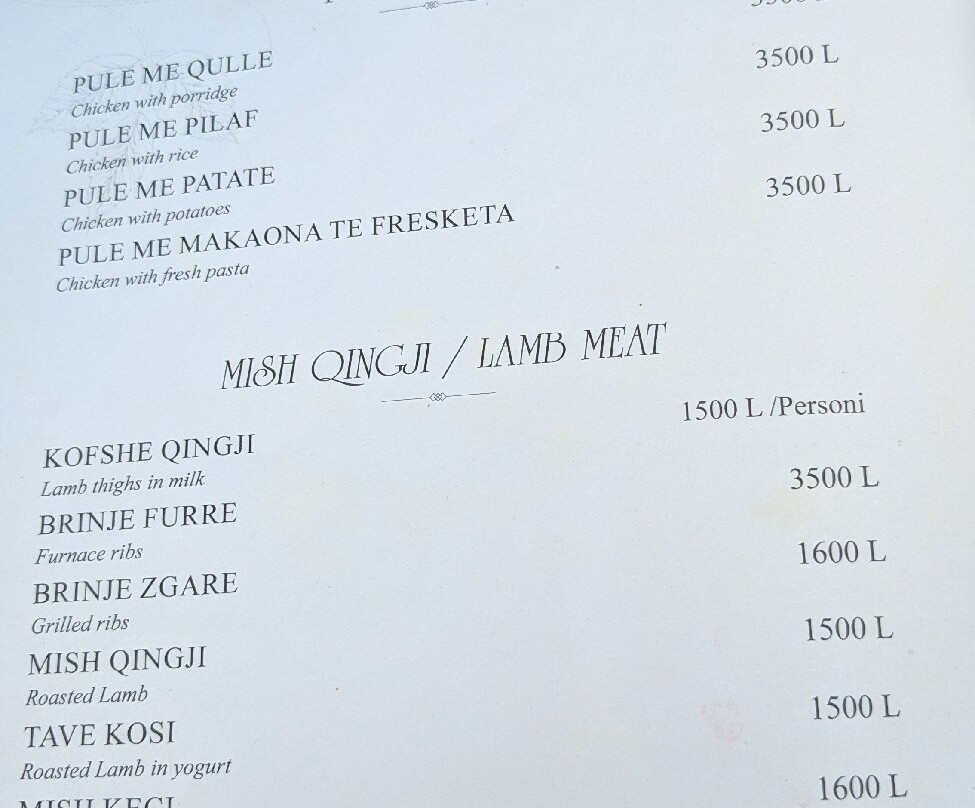 PULE ME QULLE
Chicken with porridge
PULE ME PILAF 3500 L
Chicken with rice
PULE ME PATATE 3500 L
Chicken with potatoes
PULE ME MAKAONA TE FRESKETA 3500 L
Chicken with fresh pasta
MISH QINGJI / LAMB MEAT
KOFSHE QINGJI 1500 L /Personi
Lamb thighs in milk
BRINJE FURRE 3500 L
Furnace ribs
BRINJE ZGARE 1600 L
Grilled ribs
MISH QINGJI 1500 L
Roasted Lamb
TAVE KOSI 1500 L
Roasted Lamb in yogurt
MISH KECI 1600 L